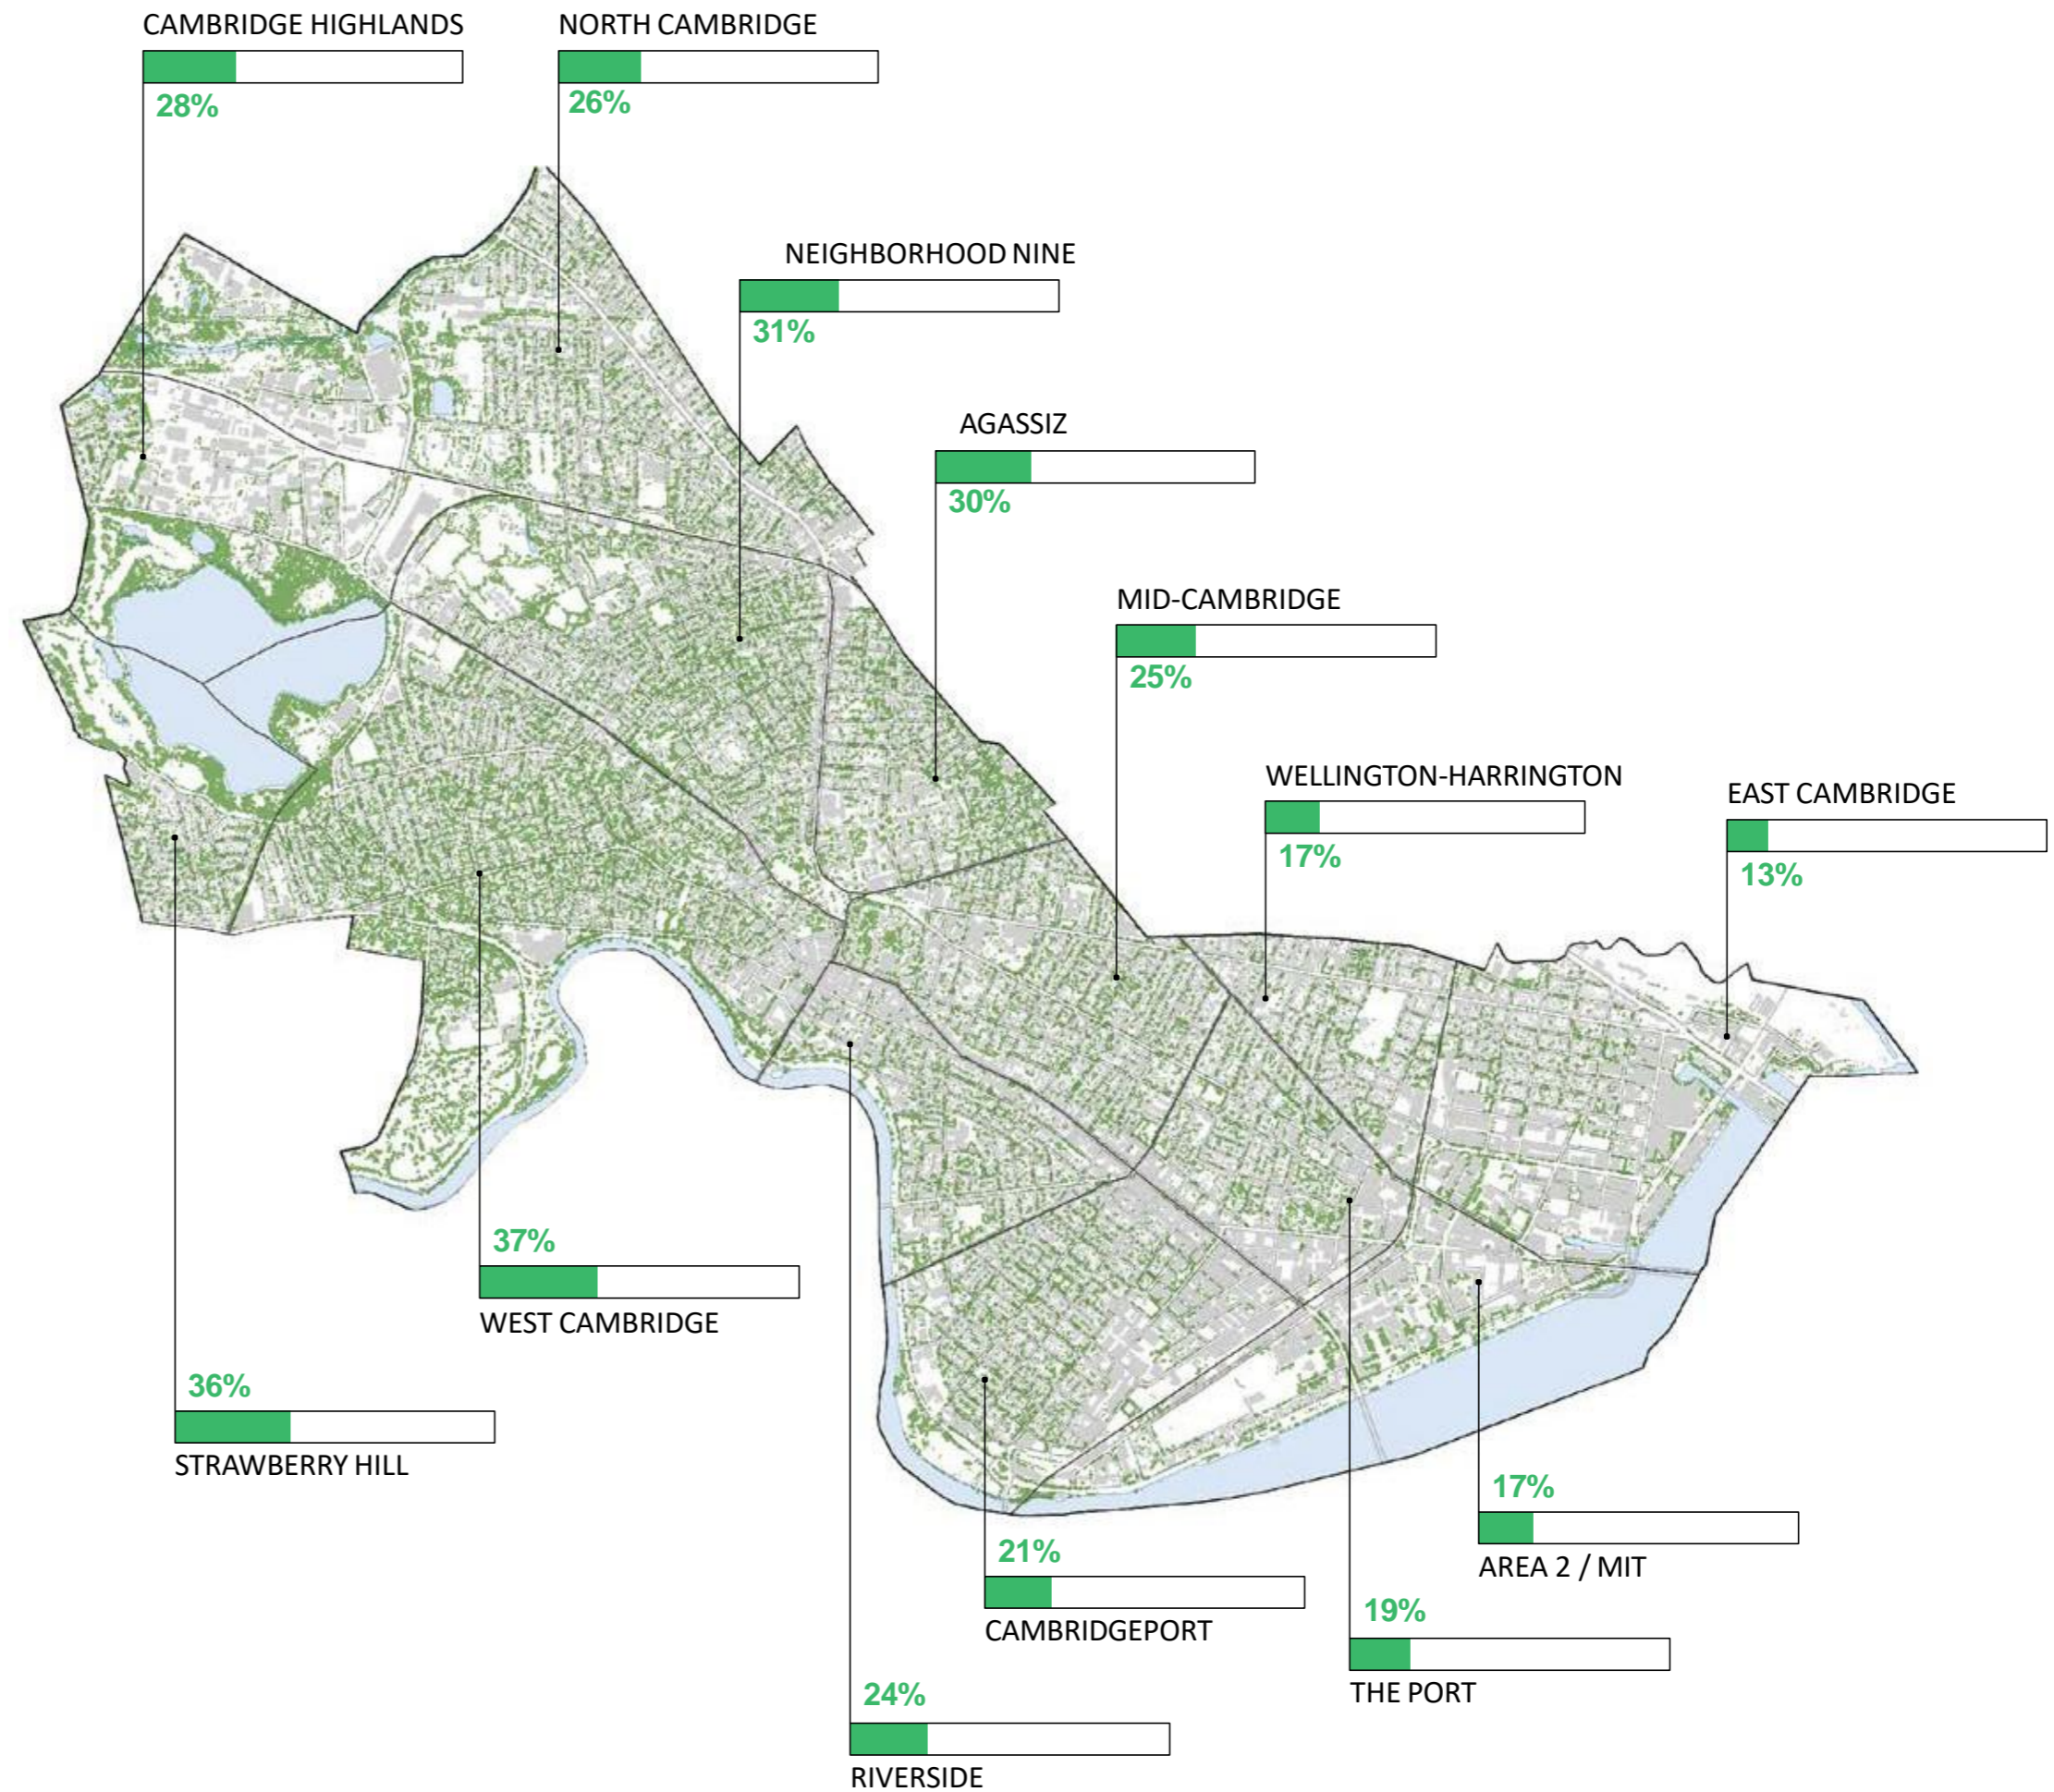 CAMBRIDGE HIGHLANDS
28%
NORTH CAMBRIDGE
26%
NEIGHBORHOOD NINE
31%
AGASSIZ
30%
MID-CAMBRIDGE
25%
WELLINGTON-HARRINGTON
17%
EAST CAMBRIDGE
13%
37%
WEST CAMBRIDGE
36%
STRAWBERRY HILL
17%
AREA 2 / MIT
21%
CAMBRIDGEPORT
19%
THE PORT
24%
RIVERSIDE